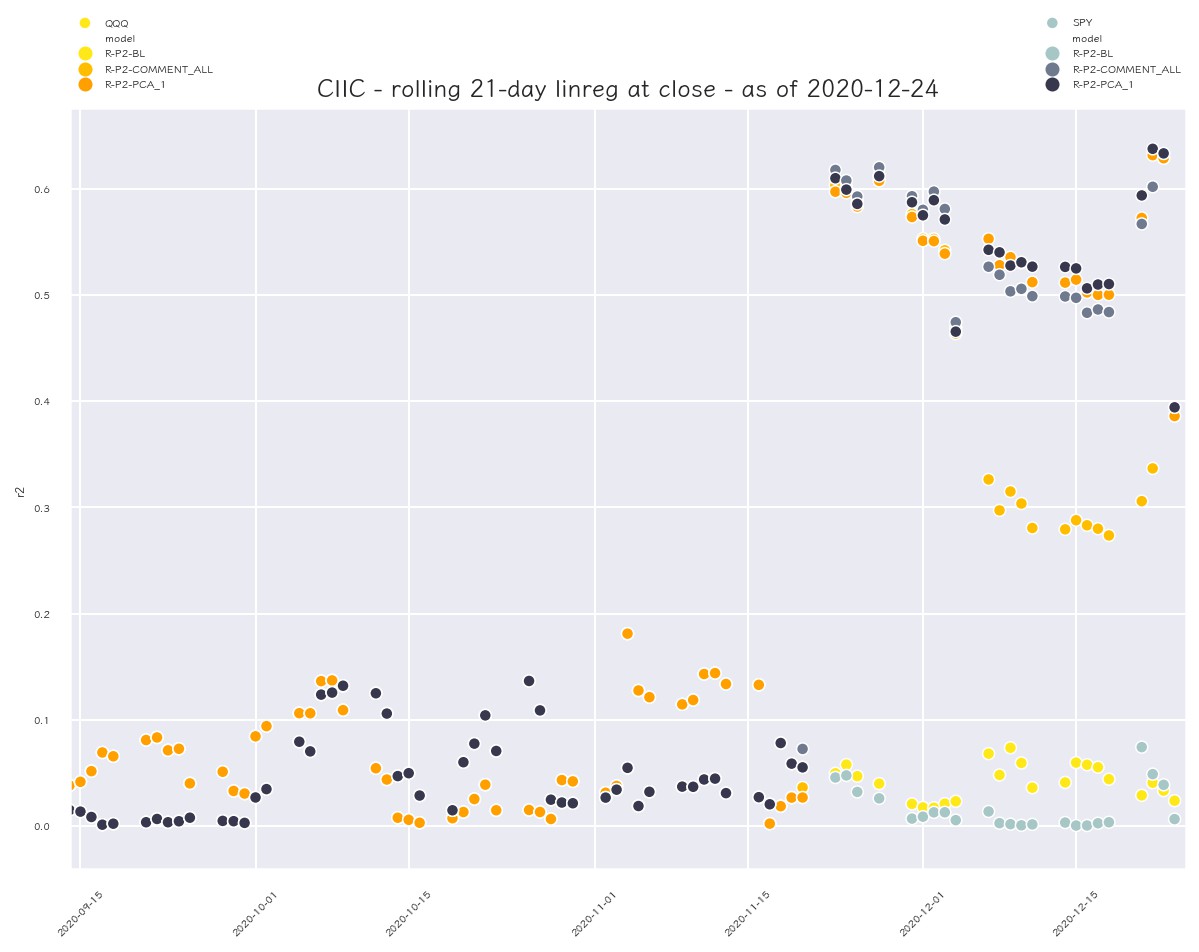 QQQ
model
R-P2-BL
R-P2-COMMENT_ALL
R-P2-PCA_1
SPY
model
R-P2-BL
R-P2-COMMENT_ALL
R-P2-PCA_1
CIIC - rolling 21-day linreg at close - as of 2020-12-24
r2
0.6
0.5
0.4
0.3
0.2
0.1
0.0
2020-09-15
2020-10-01
2020-10-15
2020-11-01
2020-11-15
2020-12-01
2020-12-15